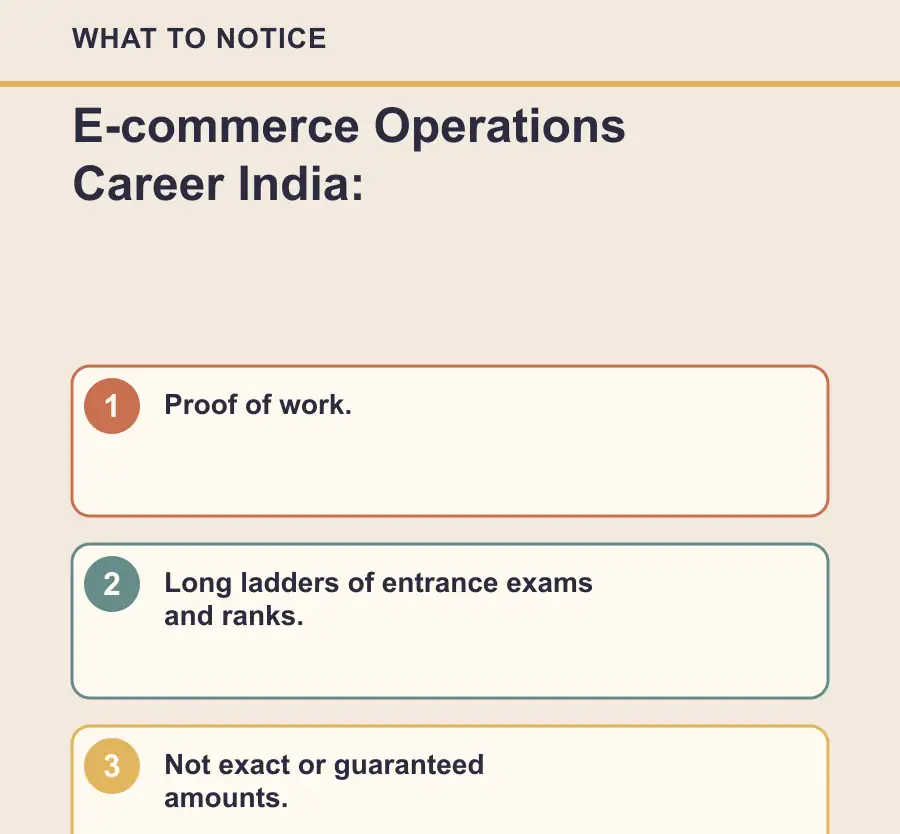 WHAT TO NOTICE
E-commerce Operations
Career India:
1
Proof of work.
2
Long ladders of entrance exams
and ranks.
3
Not exact or guaranteed
amounts.